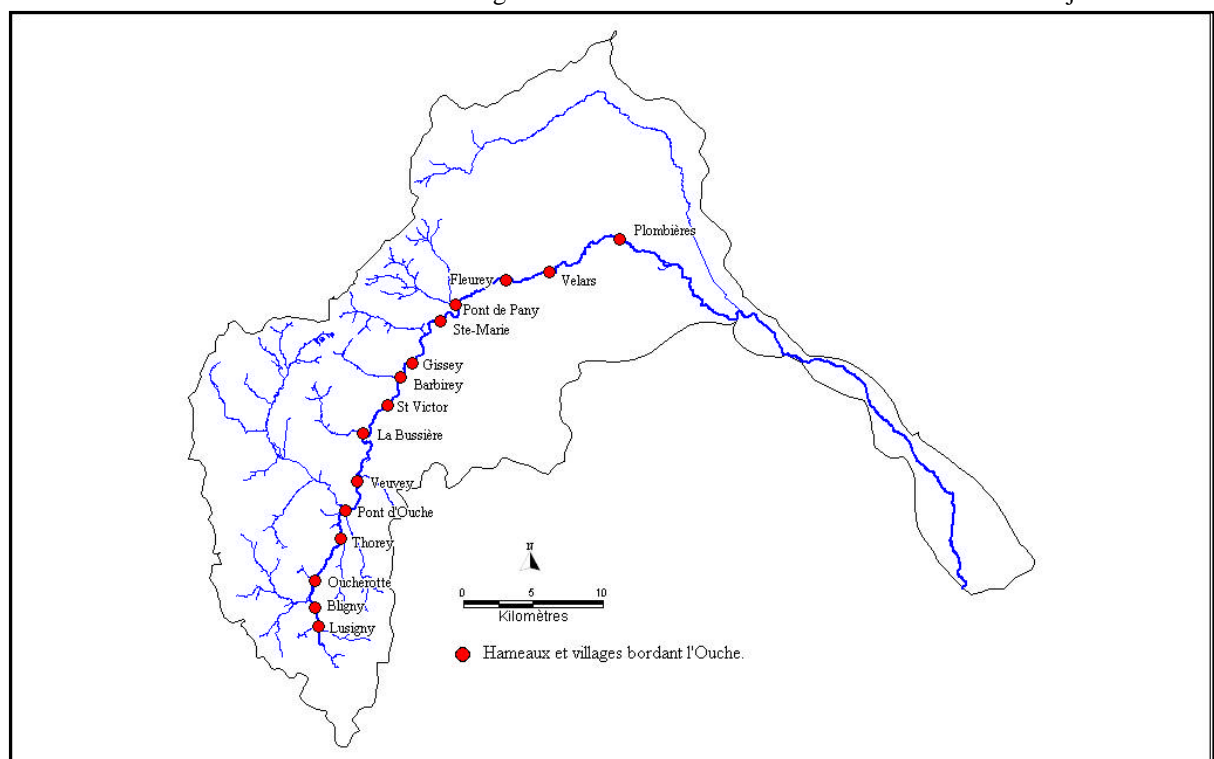 Plombières
Fleurey
Velars
Pont de Pany
Ste-Marie
Gissey
Barbirey
St Victor
La Bussière
Veuvey
Pont d'Ouche
Thorey
N
Oucherotte
0 5 10
Bligny
Kilomètres
Lusigny
Hameaux et villages bordant l'Ouche.